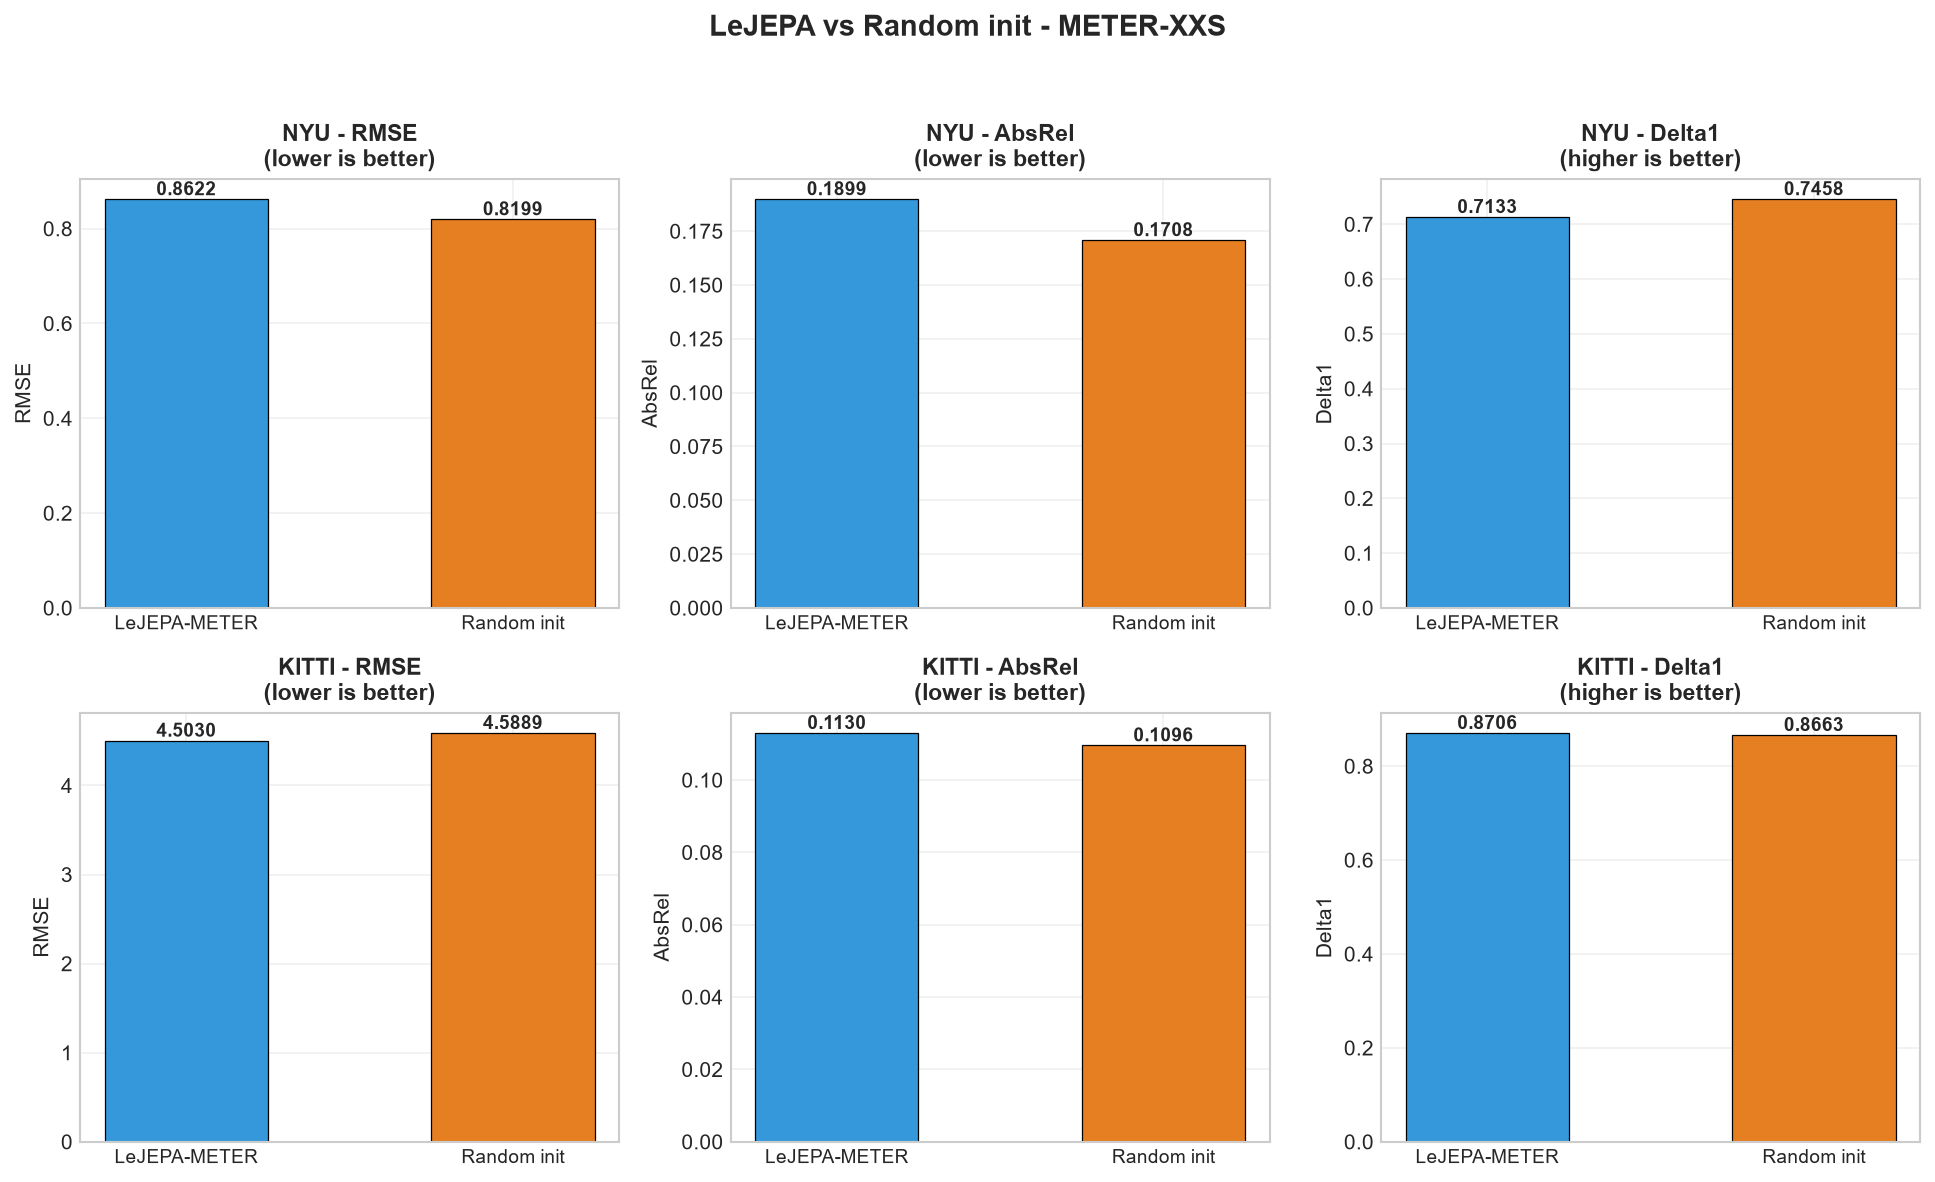 LeJEPA vs Random init - METER-XXS
NYU - RMSE
(lower is better)
0.8622
0.8199
0.8
0.6
0.4
0.2
0.0
RMSE
LeJEPA-METER
Random init
NYU - AbsRel
(lower is better)
0.1899
0.1708
0.175
0.150
0.125
0.100
0.075
0.050
0.025
0.000
AbsRel
LeJEPA-METER
Random init
NYU - Delta1
(higher is better)
0.7133
0.7458
0.7
0.6
0.5
0.4
0.3
0.2
0.1
0.0
Delta1
LeJEPA-METER
Random init
KITTI - RMSE
(lower is better)
4.5030
4.5889
4
3
2
1
0
RMSE
LeJEPA-METER
Random init
KITTI - AbsRel
(lower is better)
0.1130
0.1096
0.10
0.08
0.06
0.04
0.02
0.00
AbsRel
LeJEPA-METER
Random init
KITTI - Delta1
(higher is better)
0.8706
0.8663
0.8
0.6
0.4
0.2
0.0
Delta1
LeJEPA-METER
Random init